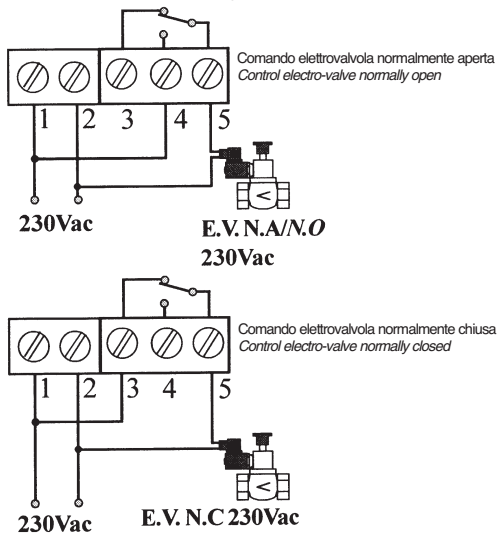 Comando elettrovalvola normalmente aperta
Control electro-valve normally open
1 2 3 4 5
230Vac
E.V. N.A/N.O
230Vac
Comando elettrovalvola normalmente chiusa
Control electro-valve normally closed
1 2 3 4 5
230Vac
E.V. N.C 230Vac